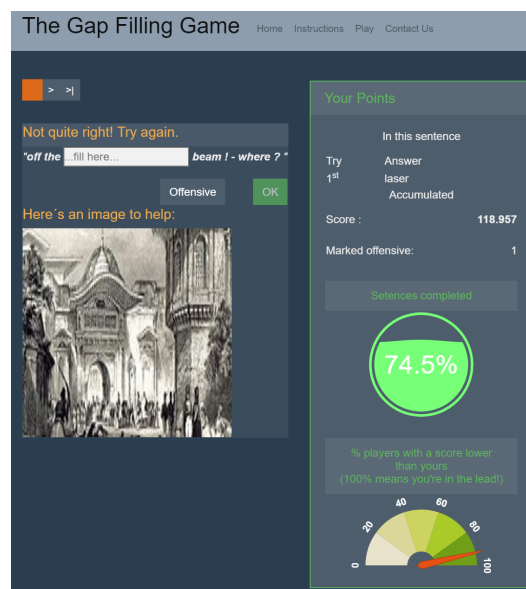 The Gap Filling Game
Home Instructions Play Contact Us
> >|
Not quite right! Try again.
"off the ...fill here... beam ! - where ? "
Offensive OK
Here´s an image to help:
Your Points
In this sentence
Try Answer
1st laser
Accumulated
Score : 118.957
Marked offensive: 1
Setences completed
74.5%
% players with a score lower
than yours
(100% means you're in the lead!)
0 20 40 60 80 100